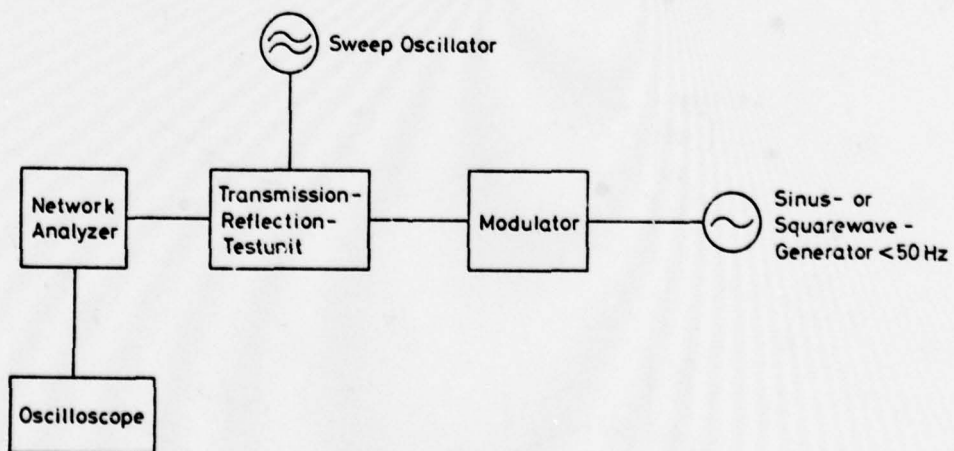 Sweep Oscillator
Network
Analyzer
Transmission-
Reflection-
Testunit
Modulator
Sinus- or
Squarewave-
Generator <50 Hz
Oscilloscope